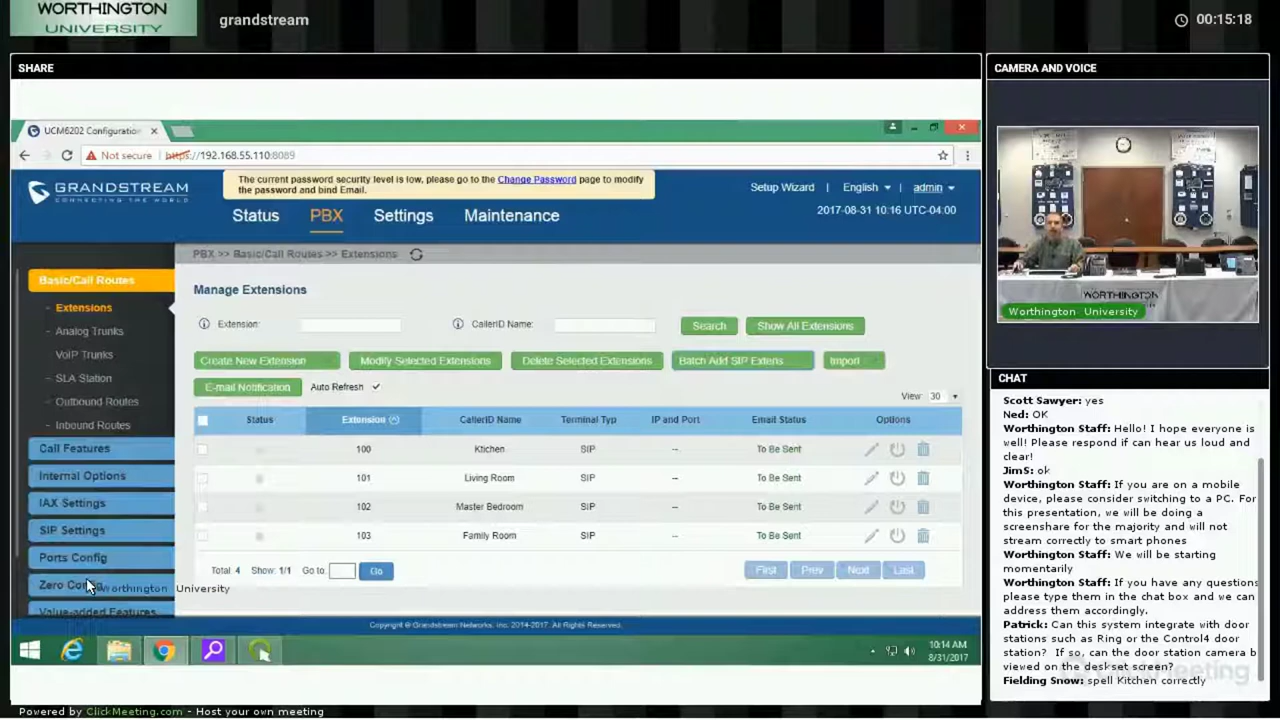 WORTHINGTON
UNIVERSITY
grandstream
00:15:18
SHARE
UCM6202 Configuration
Not secure https://192.168.55.110:8089
GRANDSTREAM
CONNECTING THE WORLD
The current password security level is low, please go to the Change Password page to modify
the password and bind Email.
Setup Wizard | English | admin
2017-08-31 10:16 UTC-04:00
Status PBX Settings Maintenance
Basic/Call Routes
- Extensions
- Analog Trunks
- VoIP Trunks
- SLA Station
- Outbound Routes
- Inbound Routes
Call Features
Internal Options
IAX Settings
SIP Settings
Ports Config
Value-added Features
Worthington University
PBX >> Basic/Call Routes >> Extensions
Manage Extensions
Extension: CallerID Name: Search Show All Extensions
Create New Extension Modify Selected Extensions Delete Selected Extensions Batch Add SIP Extens Import
E-mail Notification Auto Refresh
View: 30
Status Extension CallerID Name Terminal Typ IP and Port Email Status Options
100 Ktichen SIP -- To Be Sent
101 Living Room SIP -- To Be Sent
102 Master Bedroom SIP -- To Be Sent
103 Family Room SIP -- To Be Sent
Total: 4 Show: 1/1 Go to: Go First Prev Next Last
Copyright © Grandstream Networks, Inc. 2014-2017. All Rights Reserved.
10:14 AM
8/31/2017
CAMERA AND VOICE
WORTHINGTON
Worthington University
CHAT
Scott Sawyer: yes
Ned: OK
Worthington Staff: Hello! I hope everyone is
well! Please respond if can hear us loud and
clear!
JimS: ok
Worthington Staff: If you are on a mobile
device, please consider switching to a PC. For
this presentation, we will be doing a
screenshare for the majority and will not
stream correctly to smart phones
Worthington Staff: We will be starting
momentarily
Worthington Staff: If you have any questions
please type them in the chat box and we can
address them accordingly.
Patrick: Can this system integrate with door
stations such as Ring or the Control4 door
station? If so, can the door station camera b
viewed on the deskset screen?
Fielding Snow: spell Kitchen correctly
Powered by ClickMeeting.com - Host your own meeting